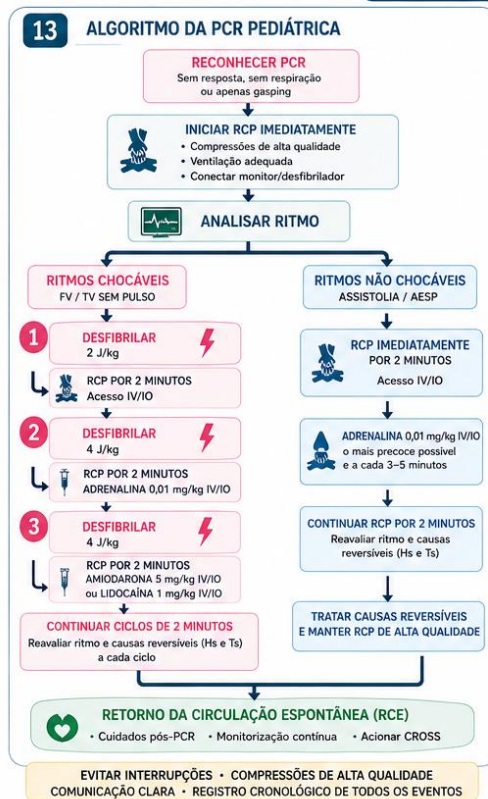 13 ALGORITMO DA PCR PEDIÁTRICA
RECONHECER PCR
Sem resposta, sem respiração
ou apenas gasping
INICIAR RCP IMEDIATAMENTE
• Compressões de alta qualidade
• Ventilação adequada
• Conectar monitor/desfibrilador
ANALISAR RITMO
RITMOS CHOCÁVEIS
FV / TV SEM PULSO
1
DESFIBRILAR
2 J/kg
RCP POR 2 MINUTOS
Acesso IV/IO
2
DESFIBRILAR
4 J/kg
RCP POR 2 MINUTOS
ADRENALINA 0,01 mg/kg IV/IO
3
DESFIBRILAR
4 J/kg
RCP POR 2 MINUTOS
AMIODARONA 5 mg/kg IV/IO
ou LIDOCAÍNA 1 mg/kg IV/IO
CONTINUAR CICLOS DE 2 MINUTOS
Reavaliar ritmo e causas reversíveis (Hs e Ts)
a cada ciclo
RITMOS NÃO CHOCÁVEIS
ASSISTOLIA / AESP
RCP IMEDIATAMENTE
POR 2 MINUTOS
Acesso IV/IO
ADRENALINA 0,01 mg/kg IV/IO
o mais precoce possível
e a cada 3–5 minutos
CONTINUAR RCP POR 2 MINUTOS
Reavaliar ritmo e causas
reversíveis (Hs e Ts)
TRATAR CAUSAS REVERSÍVEIS
E MANTER RCP DE ALTA QUALIDADE
RETORNO DA CIRCULAÇÃO ESPONTÂNEA (RCE)
• Cuidados pós-PCR • Monitorização contínua • Acionar CROSS
EVITAR INTERRUPÇÕES • COMPRESSÕES DE ALTA QUALIDADE
COMUNICAÇÃO CLARA • REGISTRO CRONOLÓGICO DE TODOS OS EVENTOS